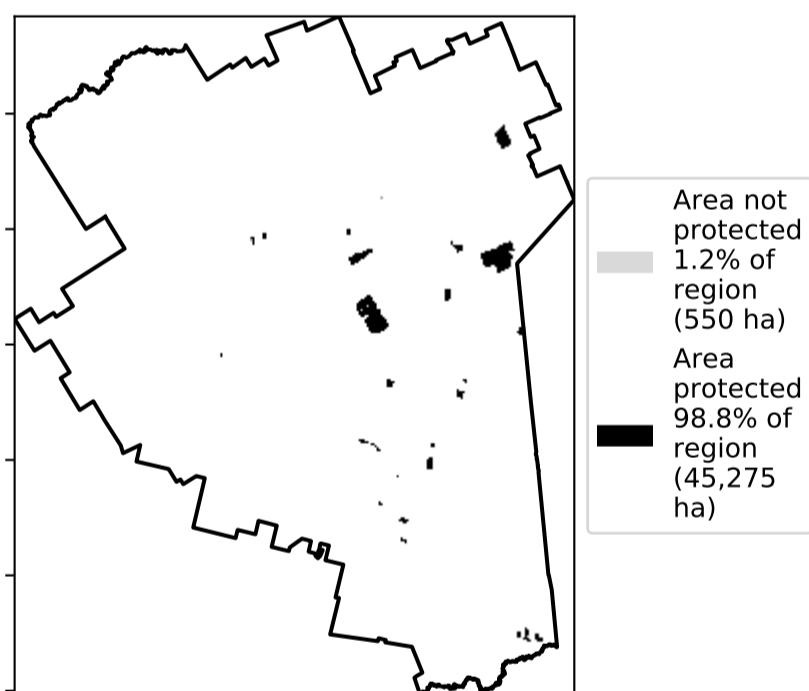 Area not
protected
1.2% of
region
(550 ha)
Area
protected
98.8% of
region
(45,275
ha)